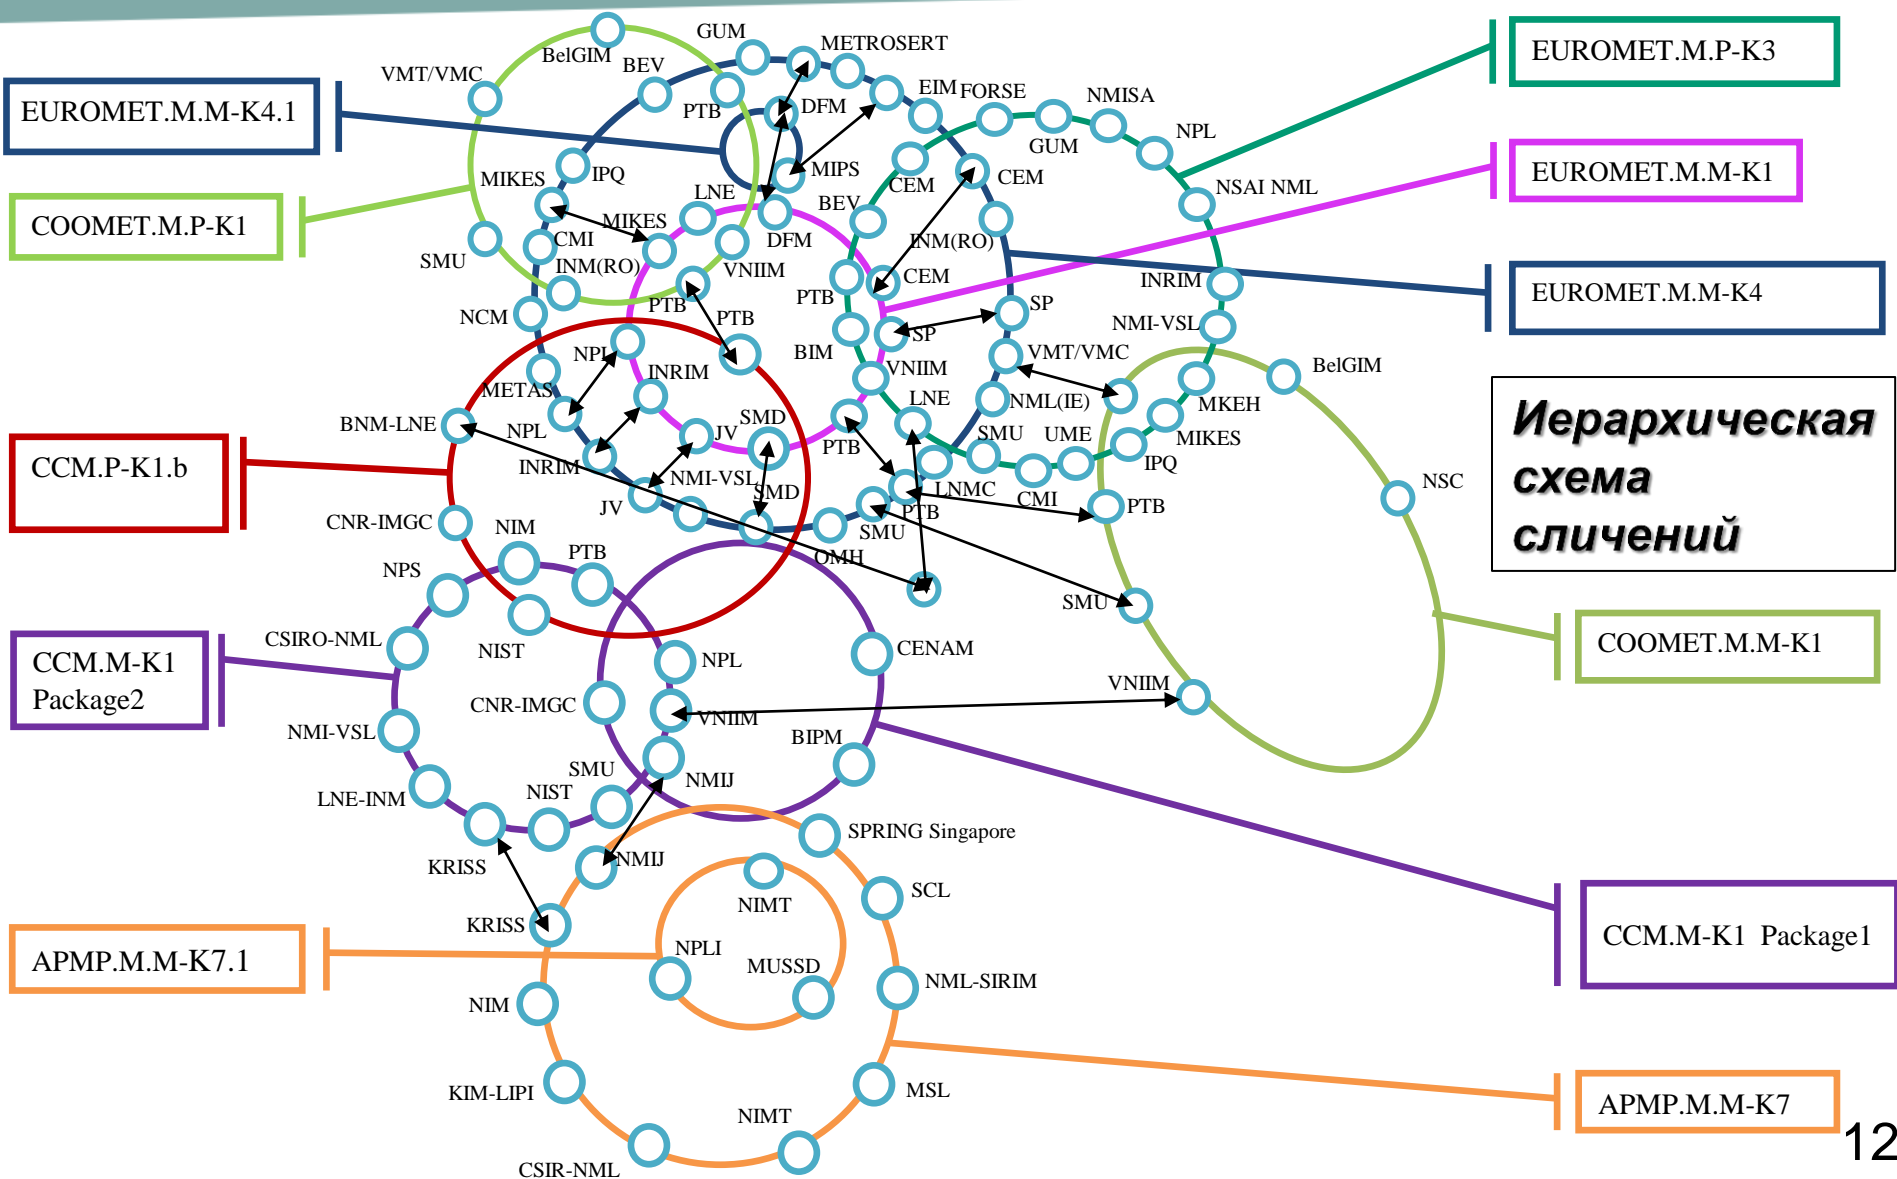 GUM
METROSERT
BelGIM
BEV
VMT/VMC
PTB
DFM
EIM
FORSE
NMISA
NPL
GUM
EUROMET.M.P-K3
EUROMET.M.M-K4.1
MIKES
IPQ
LNE
MIPS
CEM
CEM
NSAI NML
EUROMET.M.M-K1
COOMET.M.P-K1
MIKES
BEV
CMI
DFM
INM(RO)
SMU
INM(RO)
VNIIM
CEM
INRIM
PTB
EUROMET.M.M-K4
NCM
PTB
PTB
SP
SP
NMI-VSL
BIM
NPL
VMT/VMC
BelGIM
INRIM
VNIIM
METAS
LNE
NML(IE)
MKEH
BNM-LNE
SMD
NPL
JV
PTB
SMU
UME
MIKES
Иерархическая
схема
сличений
CCM.P-K1.b
INRIM
NMI-VSL
IPQ
LNMC
CMI
NSC
JV
SMD
PTB
PTB
CNR-IMGC
NIM
SMU
PTB
OMH
NPS
SMU
CSIRO-NML
NIST
NPL
CENAM
COOMET.M.M-K1
CCM.M-K1
Package2
CNR-IMGC
VNIIM
VNIIM
NMI-VSL
BIPM
SMU
NMIJ
LNE-INM
NIST
SPRING Singapore
KRISS
NMIJ
SCL
NIMT
KRISS
CCM.M-K1 Package1
APMP.M.M-K7.1
NPLI
MUSSD
NML-SIRIM
NIM
KIM-LIPI
MSL
NIMT
APMP.M.M-K7
CSIR-NML
12